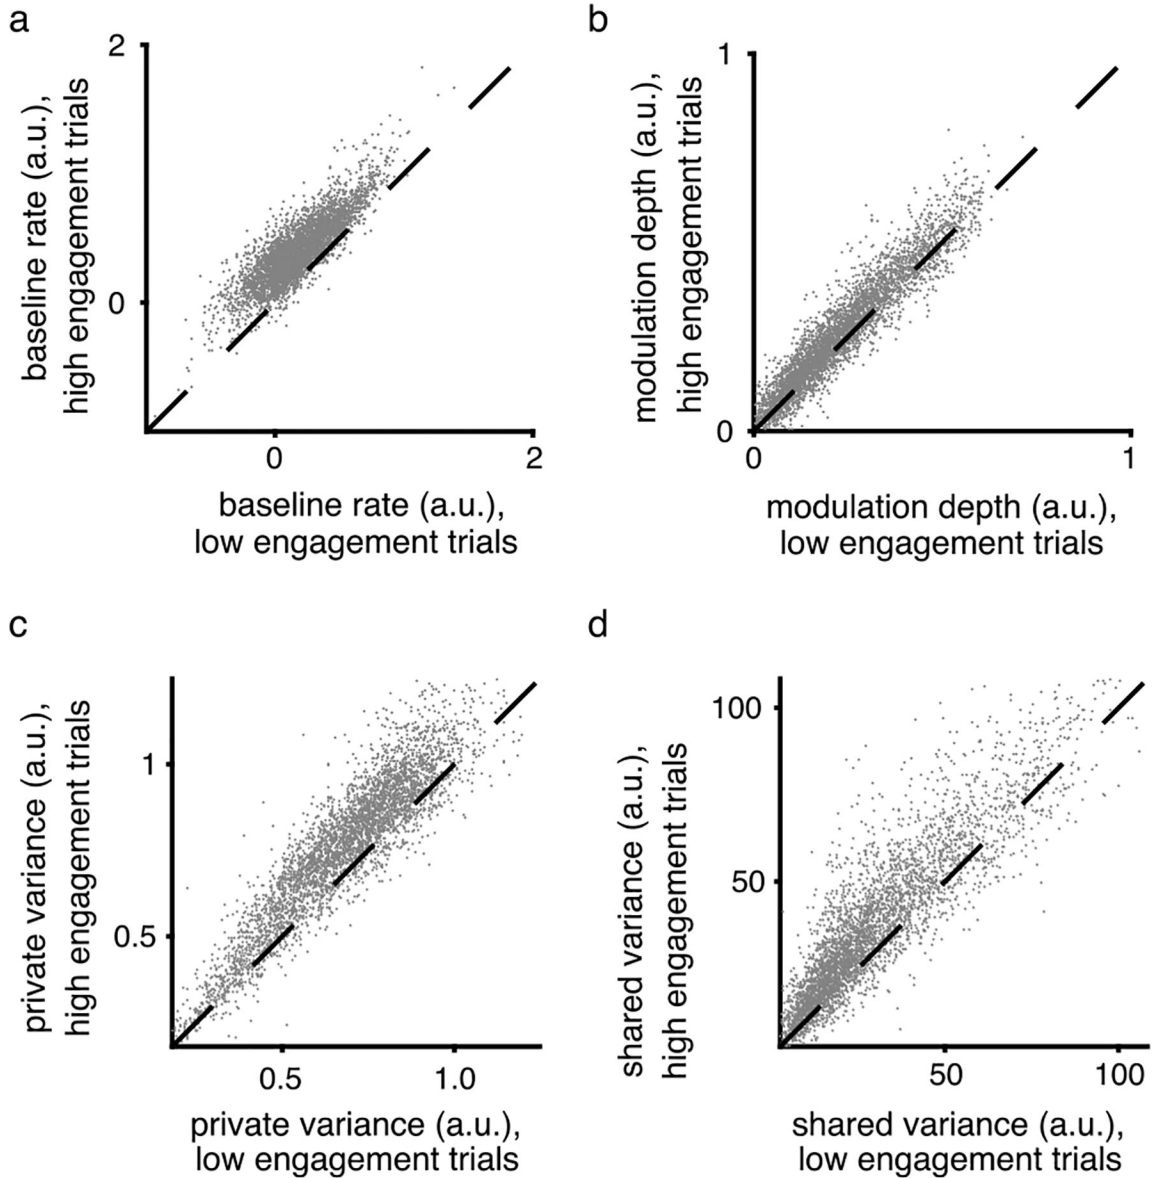 a
2
0
baseline rate (a.u.),
high engagement trials
0
2
baseline rate (a.u.),
low engagement trials
b
1
0
modulation depth (a.u.),
high engagement trials
0
1
modulation depth (a.u.),
low engagement trials
c
1
0.5
private variance (a.u.),
high engagement trials
0.5
1.0
private variance (a.u.),
low engagement trials
d
100
50
shared variance (a.u.),
high engagement trials
50
100
shared variance (a.u.),
low engagement trials